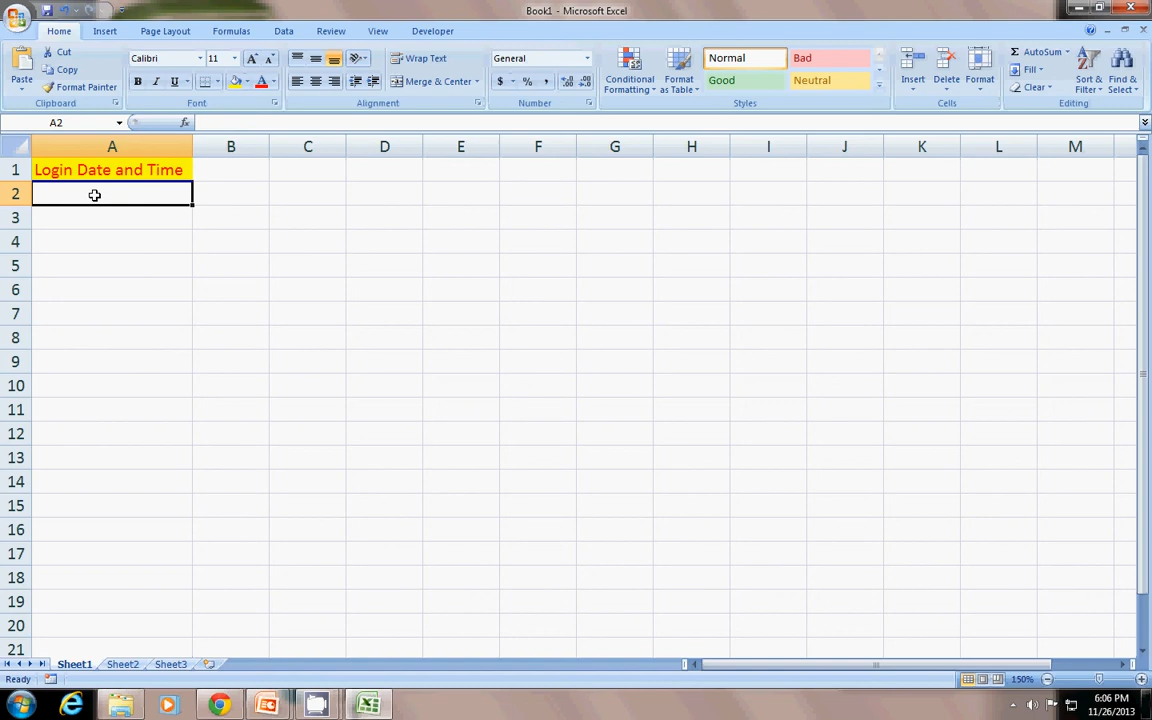 Book1 - Microsoft Excel
Home Insert Page Layout Formulas Data Review View Developer
Paste
Cut
Copy
Format Painter
Clipboard
Calibri 11
B I U
Font
Wrap Text
Merge & Center
Alignment
General
$ % ,
Number
Conditional Formatting
Format as Table
Normal Bad
Good Neutral
Styles
Insert Delete Format
Cells
Σ AutoSum
Fill
Clear
Sort & Filter
Find & Select
Editing
A2 fx
A B C D E F G H I J K L M
1 Login Date and Time
2
3
4
5
6
7
8
9
10
11
12
13
14
15
16
17
18
19
20
21
Sheet1 Sheet2 Sheet3
Ready 150%
6:06 PM
11/26/2013